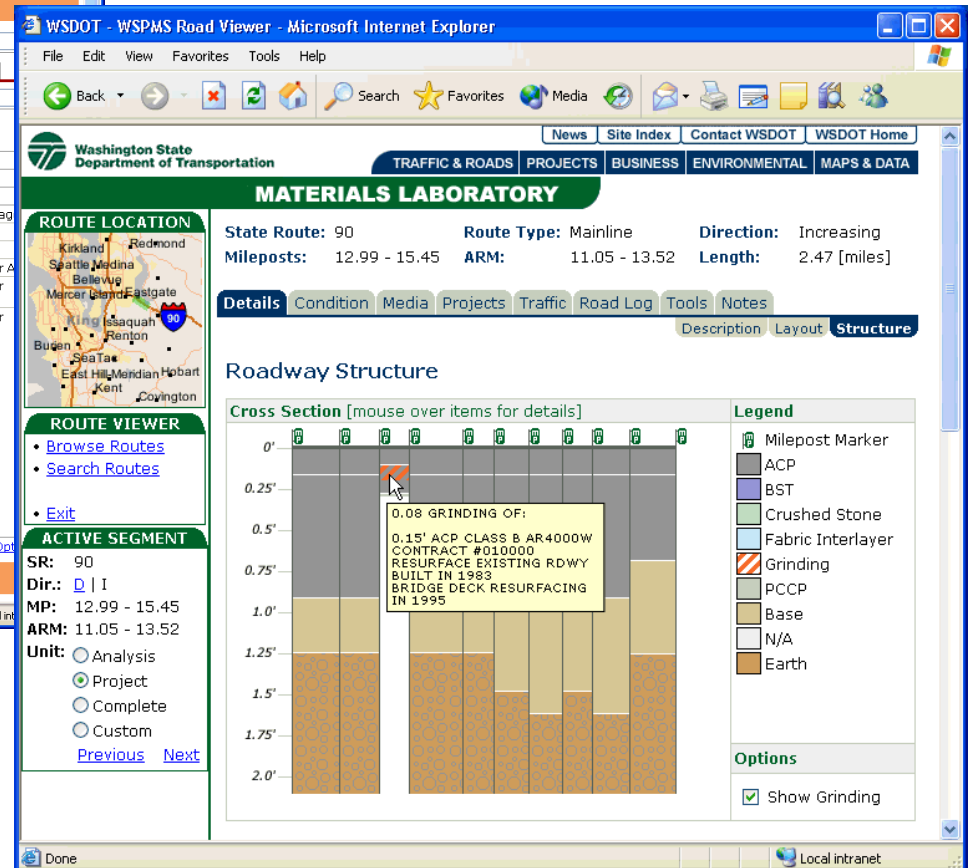 WSDOT - WSPMS Road Viewer - Microsoft Internet Explorer
File Edit View Favorites Tools Help
Back Search Favorites Media
News Site Index Contact WSDOT WSDOT Home
Washington State
Department of Transportation
TRAFFIC & ROADS PROJECTS BUSINESS ENVIRONMENTAL MAPS & DATA
MATERIALS LABORATORY
ROUTE LOCATION
Kirkland Redmond
Seattle Medina
Bellevue
Mercer Island Eastgate
King Issaquah 90
Renton
Burien
SeaTac
East Hill-Meridian Hobart
Kent
Covington
ROUTE VIEWER
• Browse Routes
• Search Routes
• Exit
ACTIVE SEGMENT
SR: 90
Dir.: D | I
MP: 12.99 - 15.45
ARM: 11.05 - 13.52
Unit: Analysis
Project
Complete
Custom
Previous Next
State Route: 90 Route Type: Mainline Direction: Increasing
Mileposts: 12.99 - 15.45 ARM: 11.05 - 13.52 Length: 2.47 [miles]
Details Condition Media Projects Traffic Road Log Tools Notes
Description Layout Structure
Roadway Structure
Cross Section [mouse over items for details]
0'
0.25'
0.5'
0.75'
1.0'
1.25'
1.5'
1.75'
2.0'
0.08 GRINDING OF:
0.15' ACP CLASS B AR4000W
CONTRACT #010000
RESURFACE EXISTING RDWY
BUILT IN 1983
BRIDGE DECK RESURFACING
IN 1995
Legend
Milepost Marker
ACP
BST
Crushed Stone
Fabric Interlayer
Grinding
PCCP
Base
N/A
Earth
Options
Show Grinding
Done Local intranet